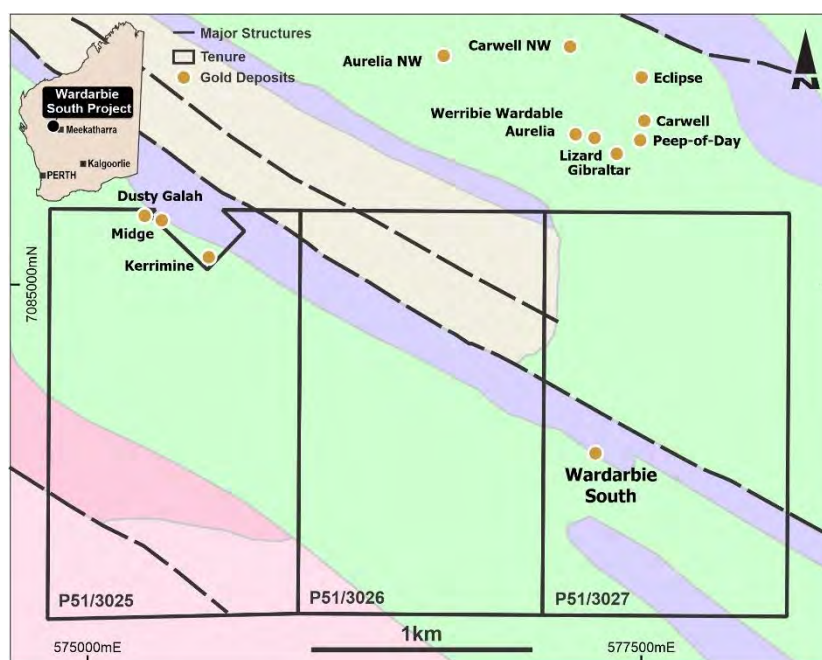 Major Structures
Tenure
Gold Deposits
Wardarbie
South Project
Meekatharra
Kalgoorlie
PERTH
Aurelia NW
Carwell NW
Eclipse
N
Werribie Wardable
Aurelia
Carwell
Peep-of-Day
Lizard
Gibraltar
Dusty Galah
Midge
Kerrimine
7085000mN
Wardarbie
South
P51/3025
P51/3026
P51/3027
1km
575000mE
577500mE